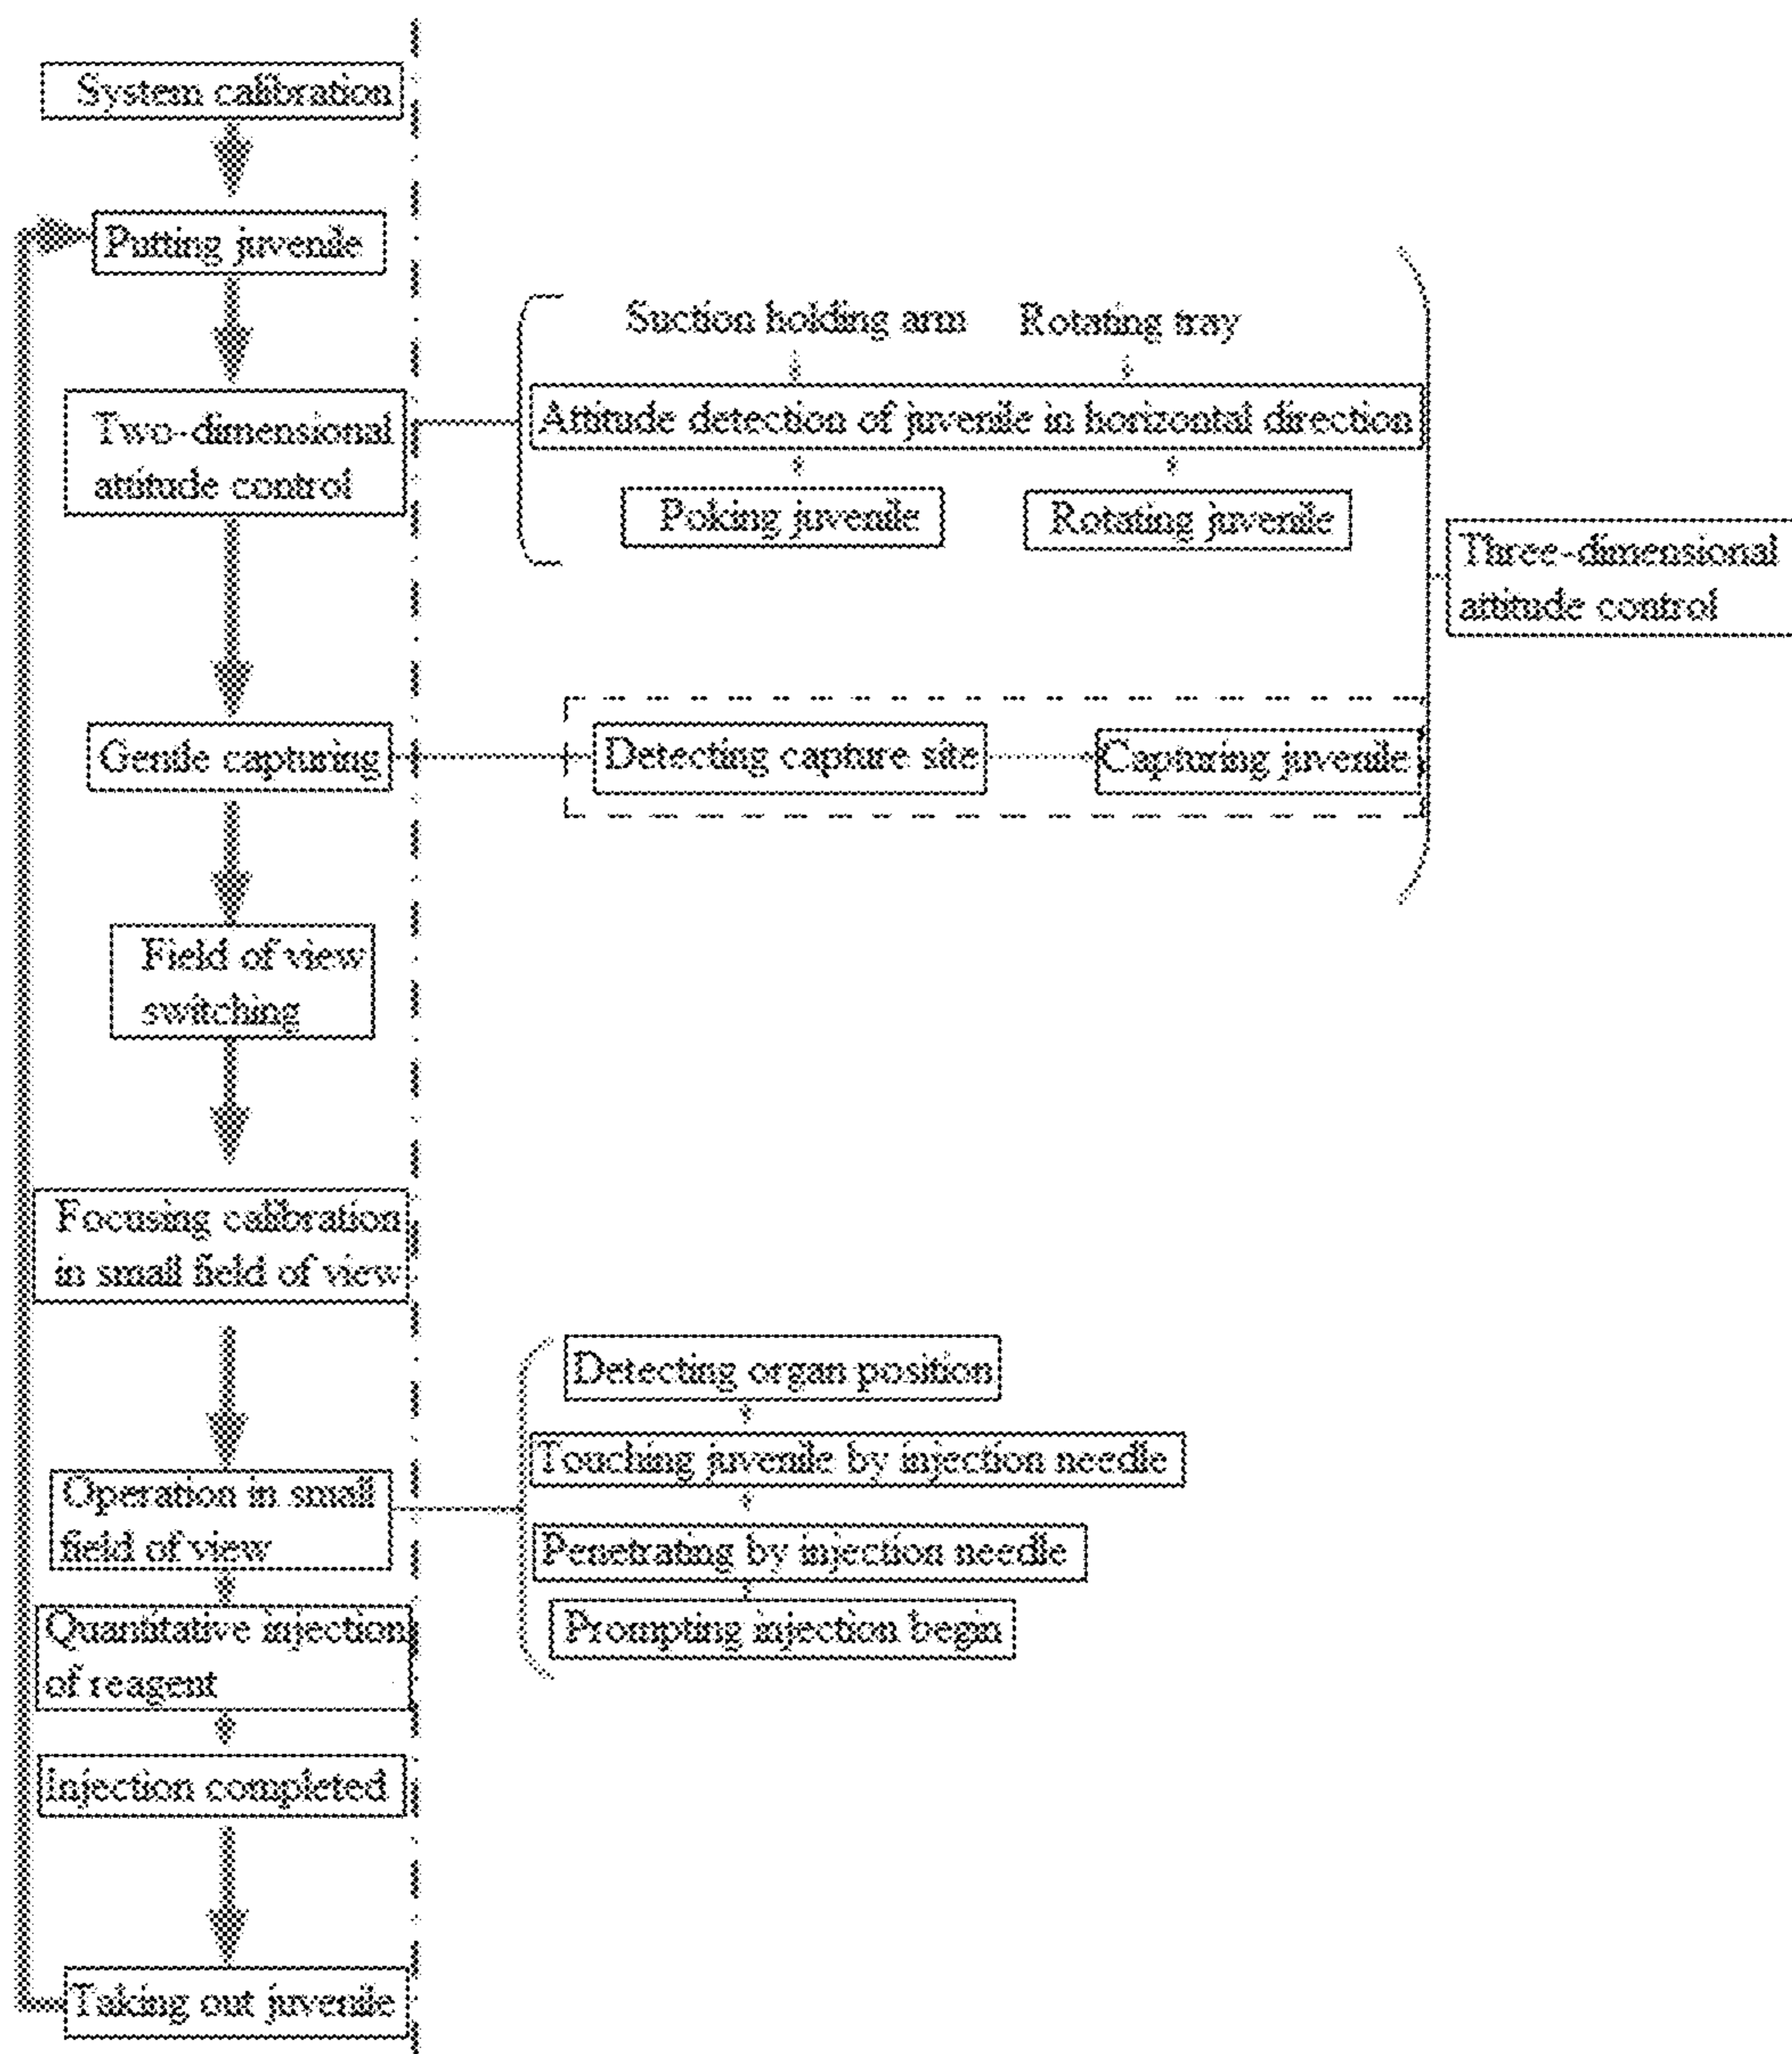 System calibration
Putting juvenile
Two-dimensional
attitude control
Gentle capturing
Field of view
switching
Focusing calibration
in small field of view
Operation in small
field of view
Quantitative injection
of reagent
injection completed
Taking out juvenile
Suction holding arm
Rotating tray
Attitude detection of juvenile in horizontal direction
Poking juvenile
Rotating juvenile
Detecting capture site
Capturing juvenile
Three-dimensional
attitude control
Detecting organ position
Touching juvenile by injection needle
Penetrating by injection needle
Prompting injection begin